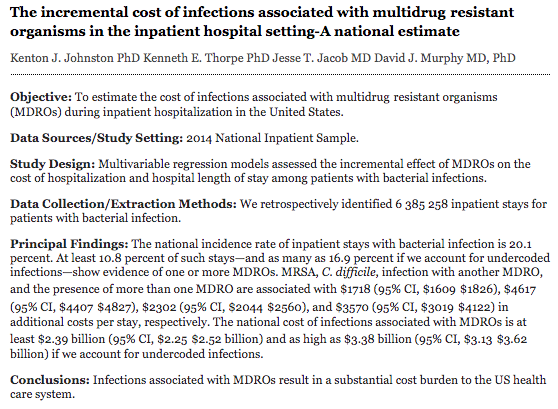 The incremental cost of infections associated with multidrug resistant
organisms in the inpatient hospital setting-A national estimate
Kenton J. Johnston PhD Kenneth E. Thorpe PhD Jesse T. Jacob MD David J. Murphy MD, PhD
Objective: To estimate the cost of infections associated with multidrug resistant organisms
(MDROs) during inpatient hospitalization in the United States.
Data Sources/Study Setting: 2014 National Inpatient Sample.
Study Design: Multivariable regression models assessed the incremental effect of MDROs on the
cost of hospitalization and hospital length of stay among patients with bacterial infections.
Data Collection/Extraction Methods: We retrospectively identified 6 385 258 inpatient stays for
patients with bacterial infection.
Principal Findings: The national incidence rate of inpatient stays with bacterial infection is 20.1
percent. At least 10.8 percent of such stays—and as many as 16.9 percent if we account for undercoded
infections—show evidence of one or more MDROs. MRSA, C. difficile, infection with another MDRO,
and the presence of more than one MDRO are associated with $1718 (95% CI, $1609 $1826), $4617
(95% CI, $4407 $4827), $2302 (95% CI, $2044 $2560), and $3570 (95% CI, $3019 $4122) in
additional costs per stay, respectively. The national cost of infections associated with MDROs is at
least $2.39 billion (95% CI, $2.25 $2.52 billion) and as high as $3.38 billion (95% CI, $3.13 $3.62
billion) if we account for undercoded infections.
Conclusions: Infections associated with MDROs result in a substantial cost burden to the US health
care system.